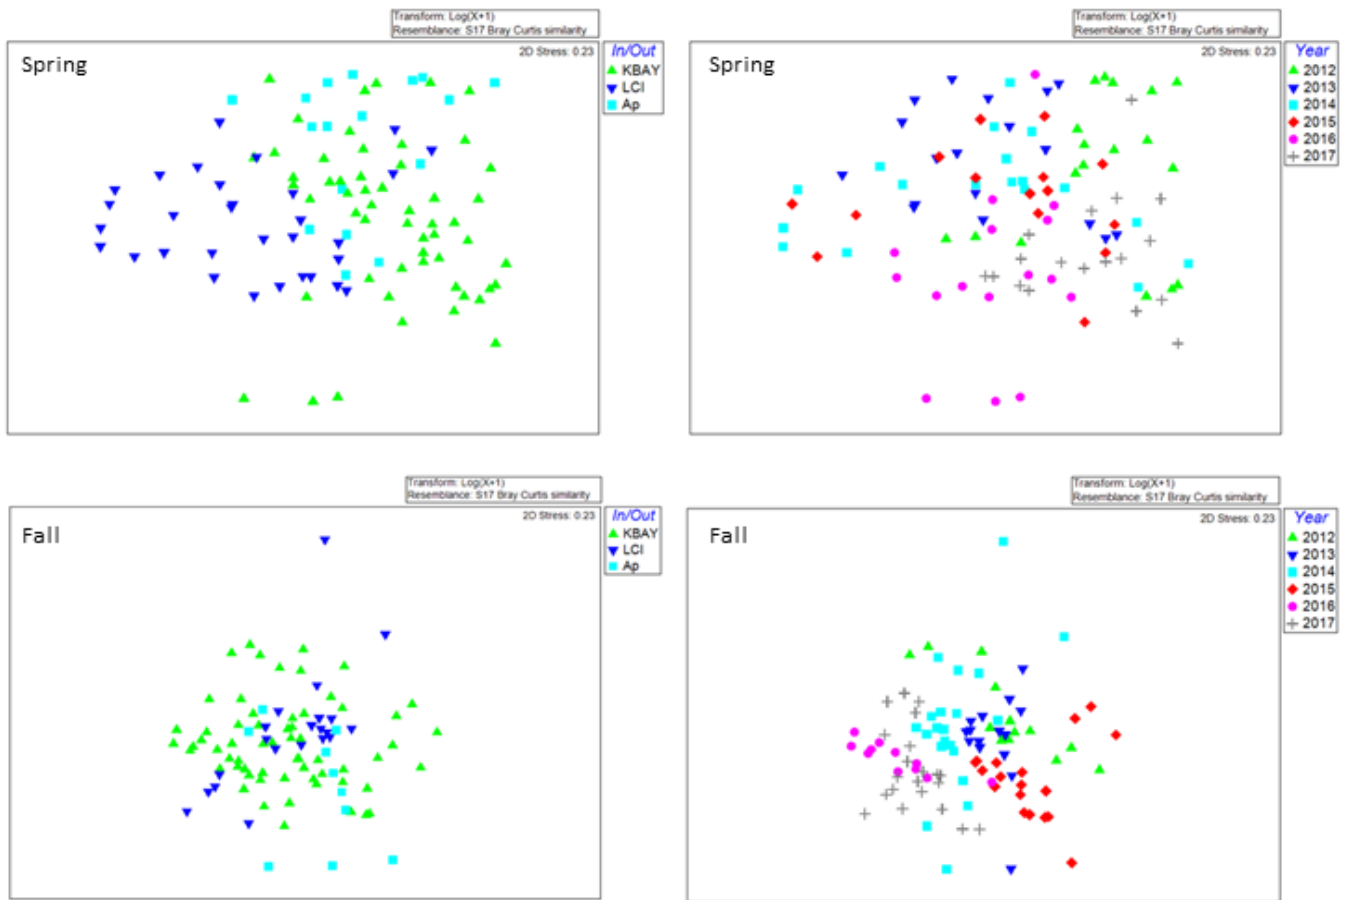 Transform: Log(X+1)
Resemblance: S17 Bray Curtis similarity
Spring
2D Stress: 0.23
In/Out
KBAY
LCI
Ap
Transform: Log(X+1)
Resemblance: S17 Bray Curtis similarity
Spring
2D Stress: 0.23
Year
2012
2013
2014
2015
2016
2017
Transform: Log(X+1)
Resemblance: S17 Bray Curtis similarity
Fall
2D Stress: 0.23
In/Out
KBAY
LCI
Ap
Transform: Log(X+1)
Resemblance: S17 Bray Curtis similarity
Fall
2D Stress: 0.23
Year
2012
2013
2014
2015
2016
2017